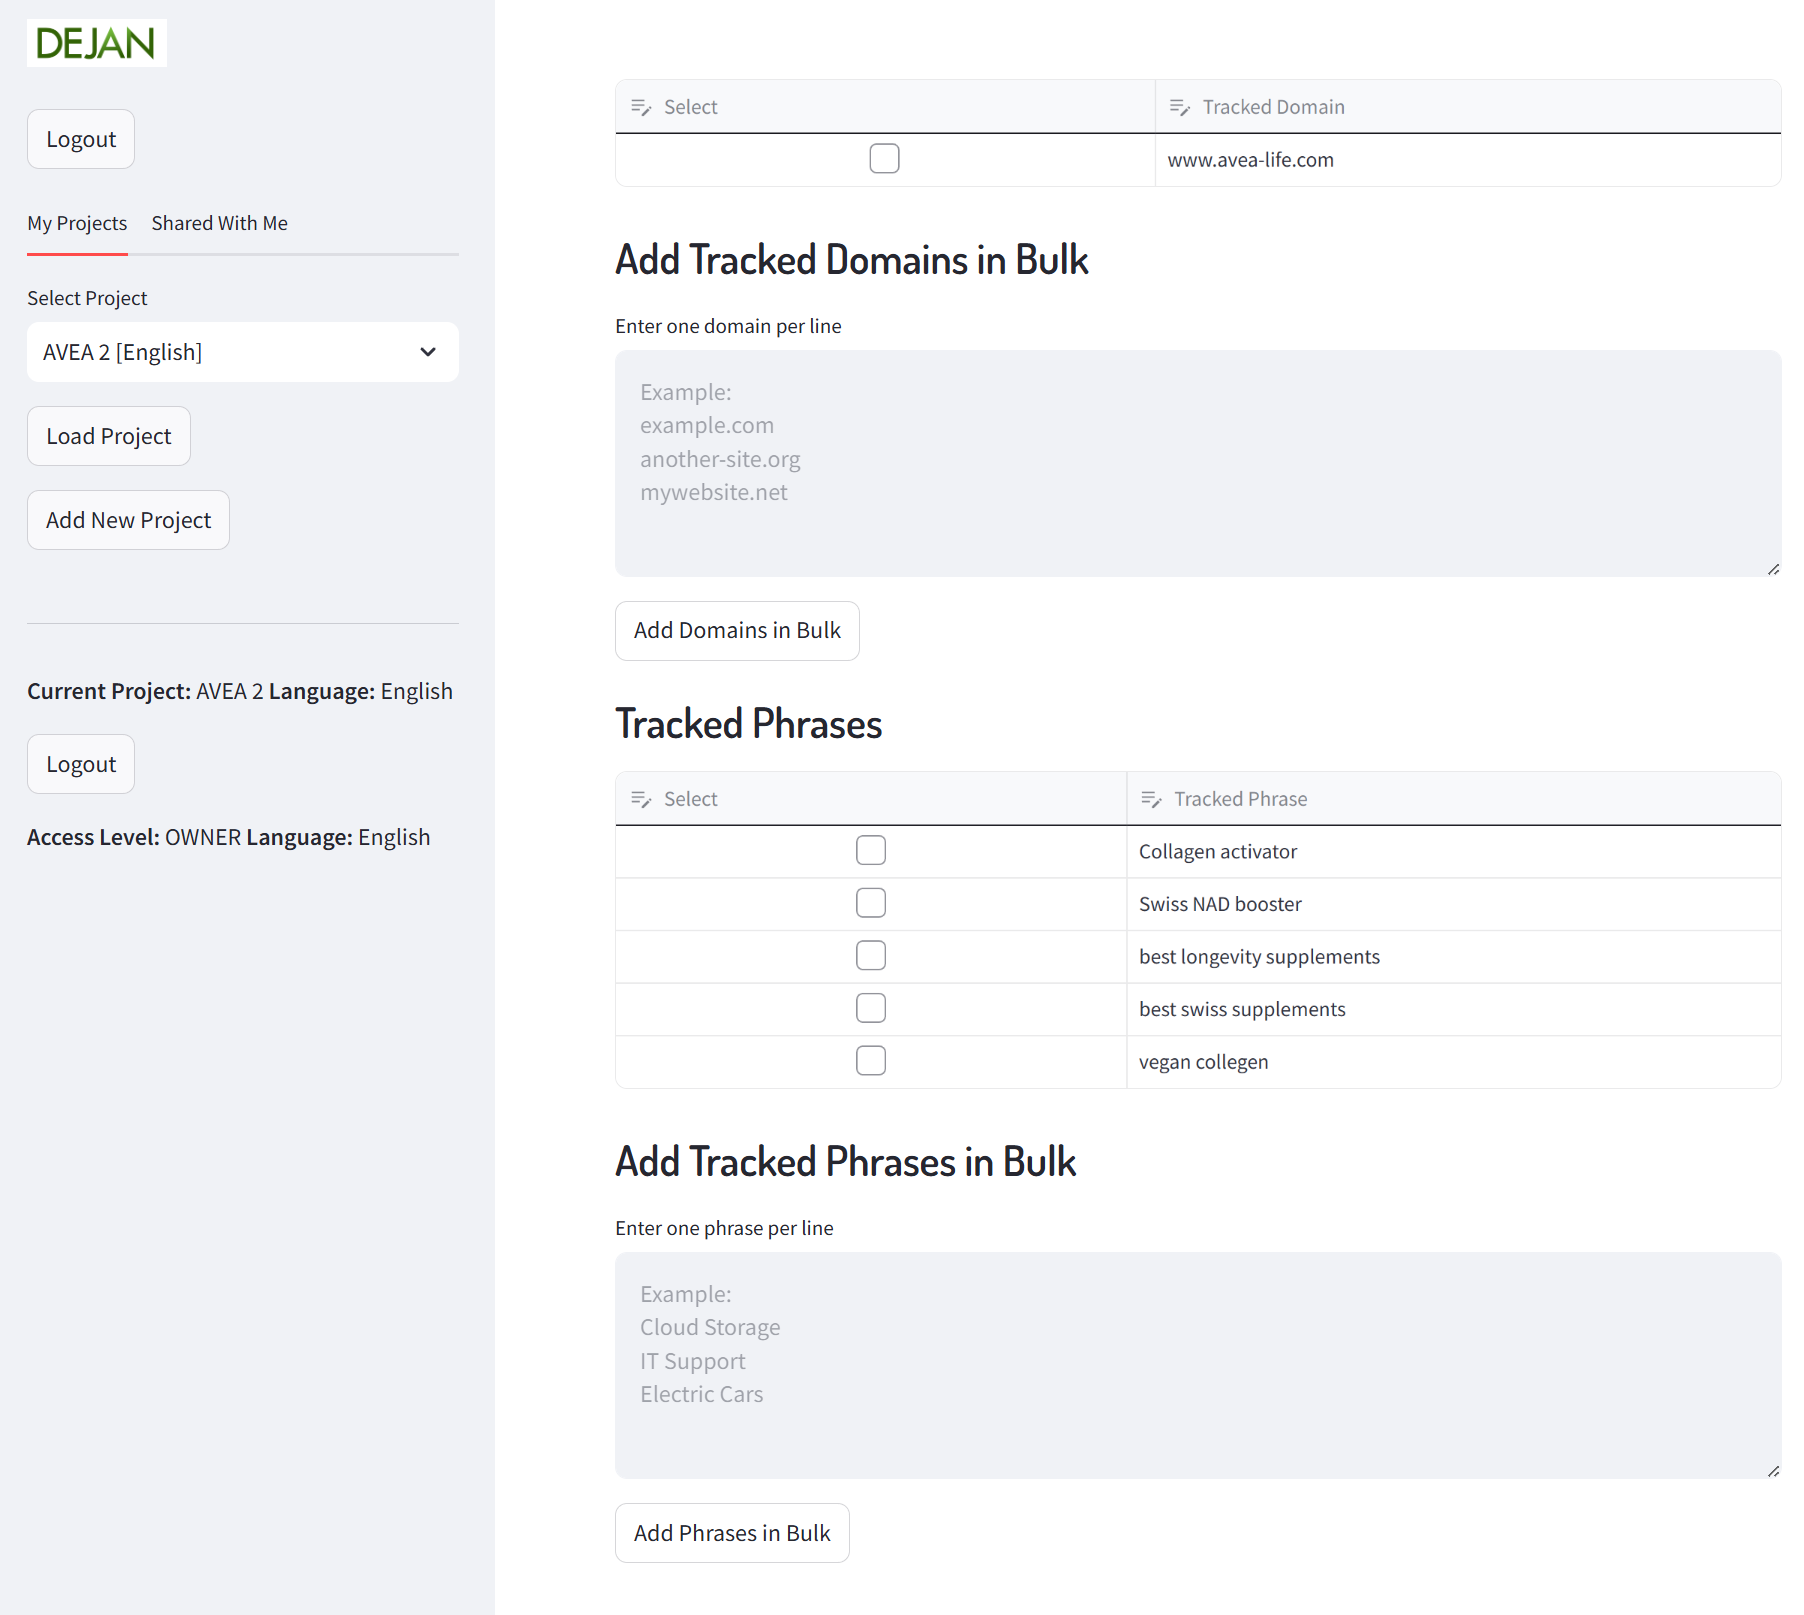 DEJAN
Logout
My Projects Shared With Me
Select Project
AVEA 2 [English]
Load Project
Add New Project
Current Project: AVEA 2 Language: English
Logout
Access Level: OWNER Language: English
Select Tracked Domain
www.avea-life.com
Add Tracked Domains in Bulk
Enter one domain per line
Example:
example.com
another-site.org
mywebsite.net
Add Domains in Bulk
Tracked Phrases
Select Tracked Phrase
Collagen activator
Swiss NAD booster
best longevity supplements
best swiss supplements
vegan collegen
Add Tracked Phrases in Bulk
Enter one phrase per line
Example:
Cloud Storage
IT Support
Electric Cars
Add Phrases in Bulk